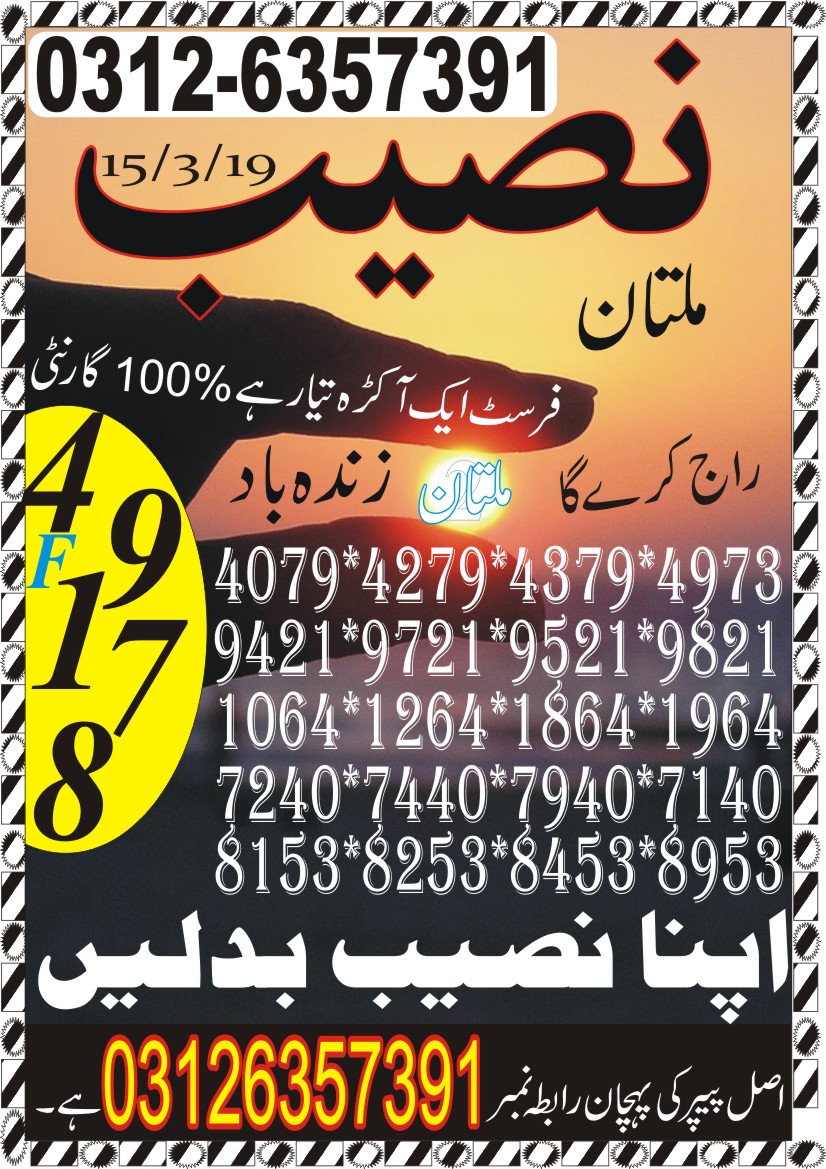 0312-6357391
نصیب
15/3/19
ملتان
فرسٹ ایک آکڑہ تیار ہے %100 گارنٹی
راج کرے گا ملتان زندہ باد
4
9
F
1
7
8
4079*4279*4379*4973
9421*9721*9521*9821
1064*1264*1864*1964
7240*7440*7940*7140
8153*8253*8453*8953
اپنا نصیب بدلیں
اصل پیپر کی پہچان رابطہ نمبر 03126357391 ہے۔